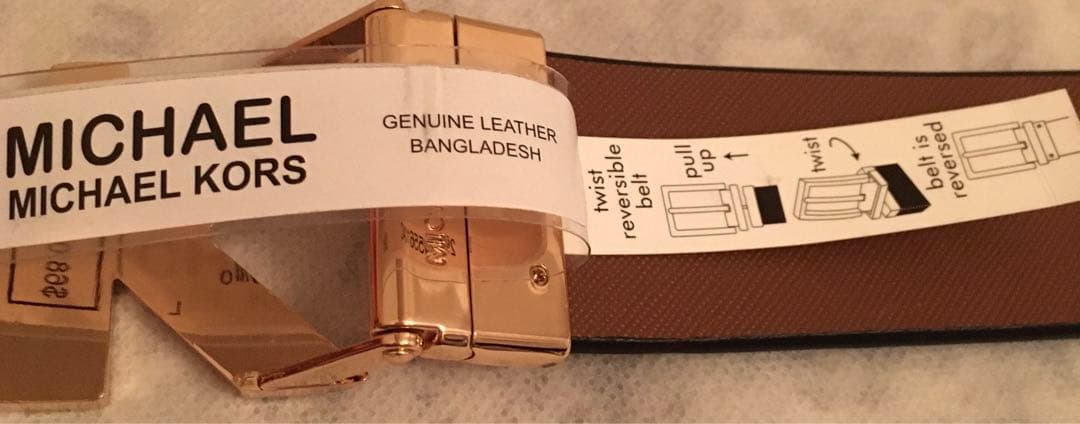 MICHAEL
MICHAEL KORS
GENUINE LEATHER
BANGLADESH
twist
reversible
belt
pull
up
twist
belt is
reversed